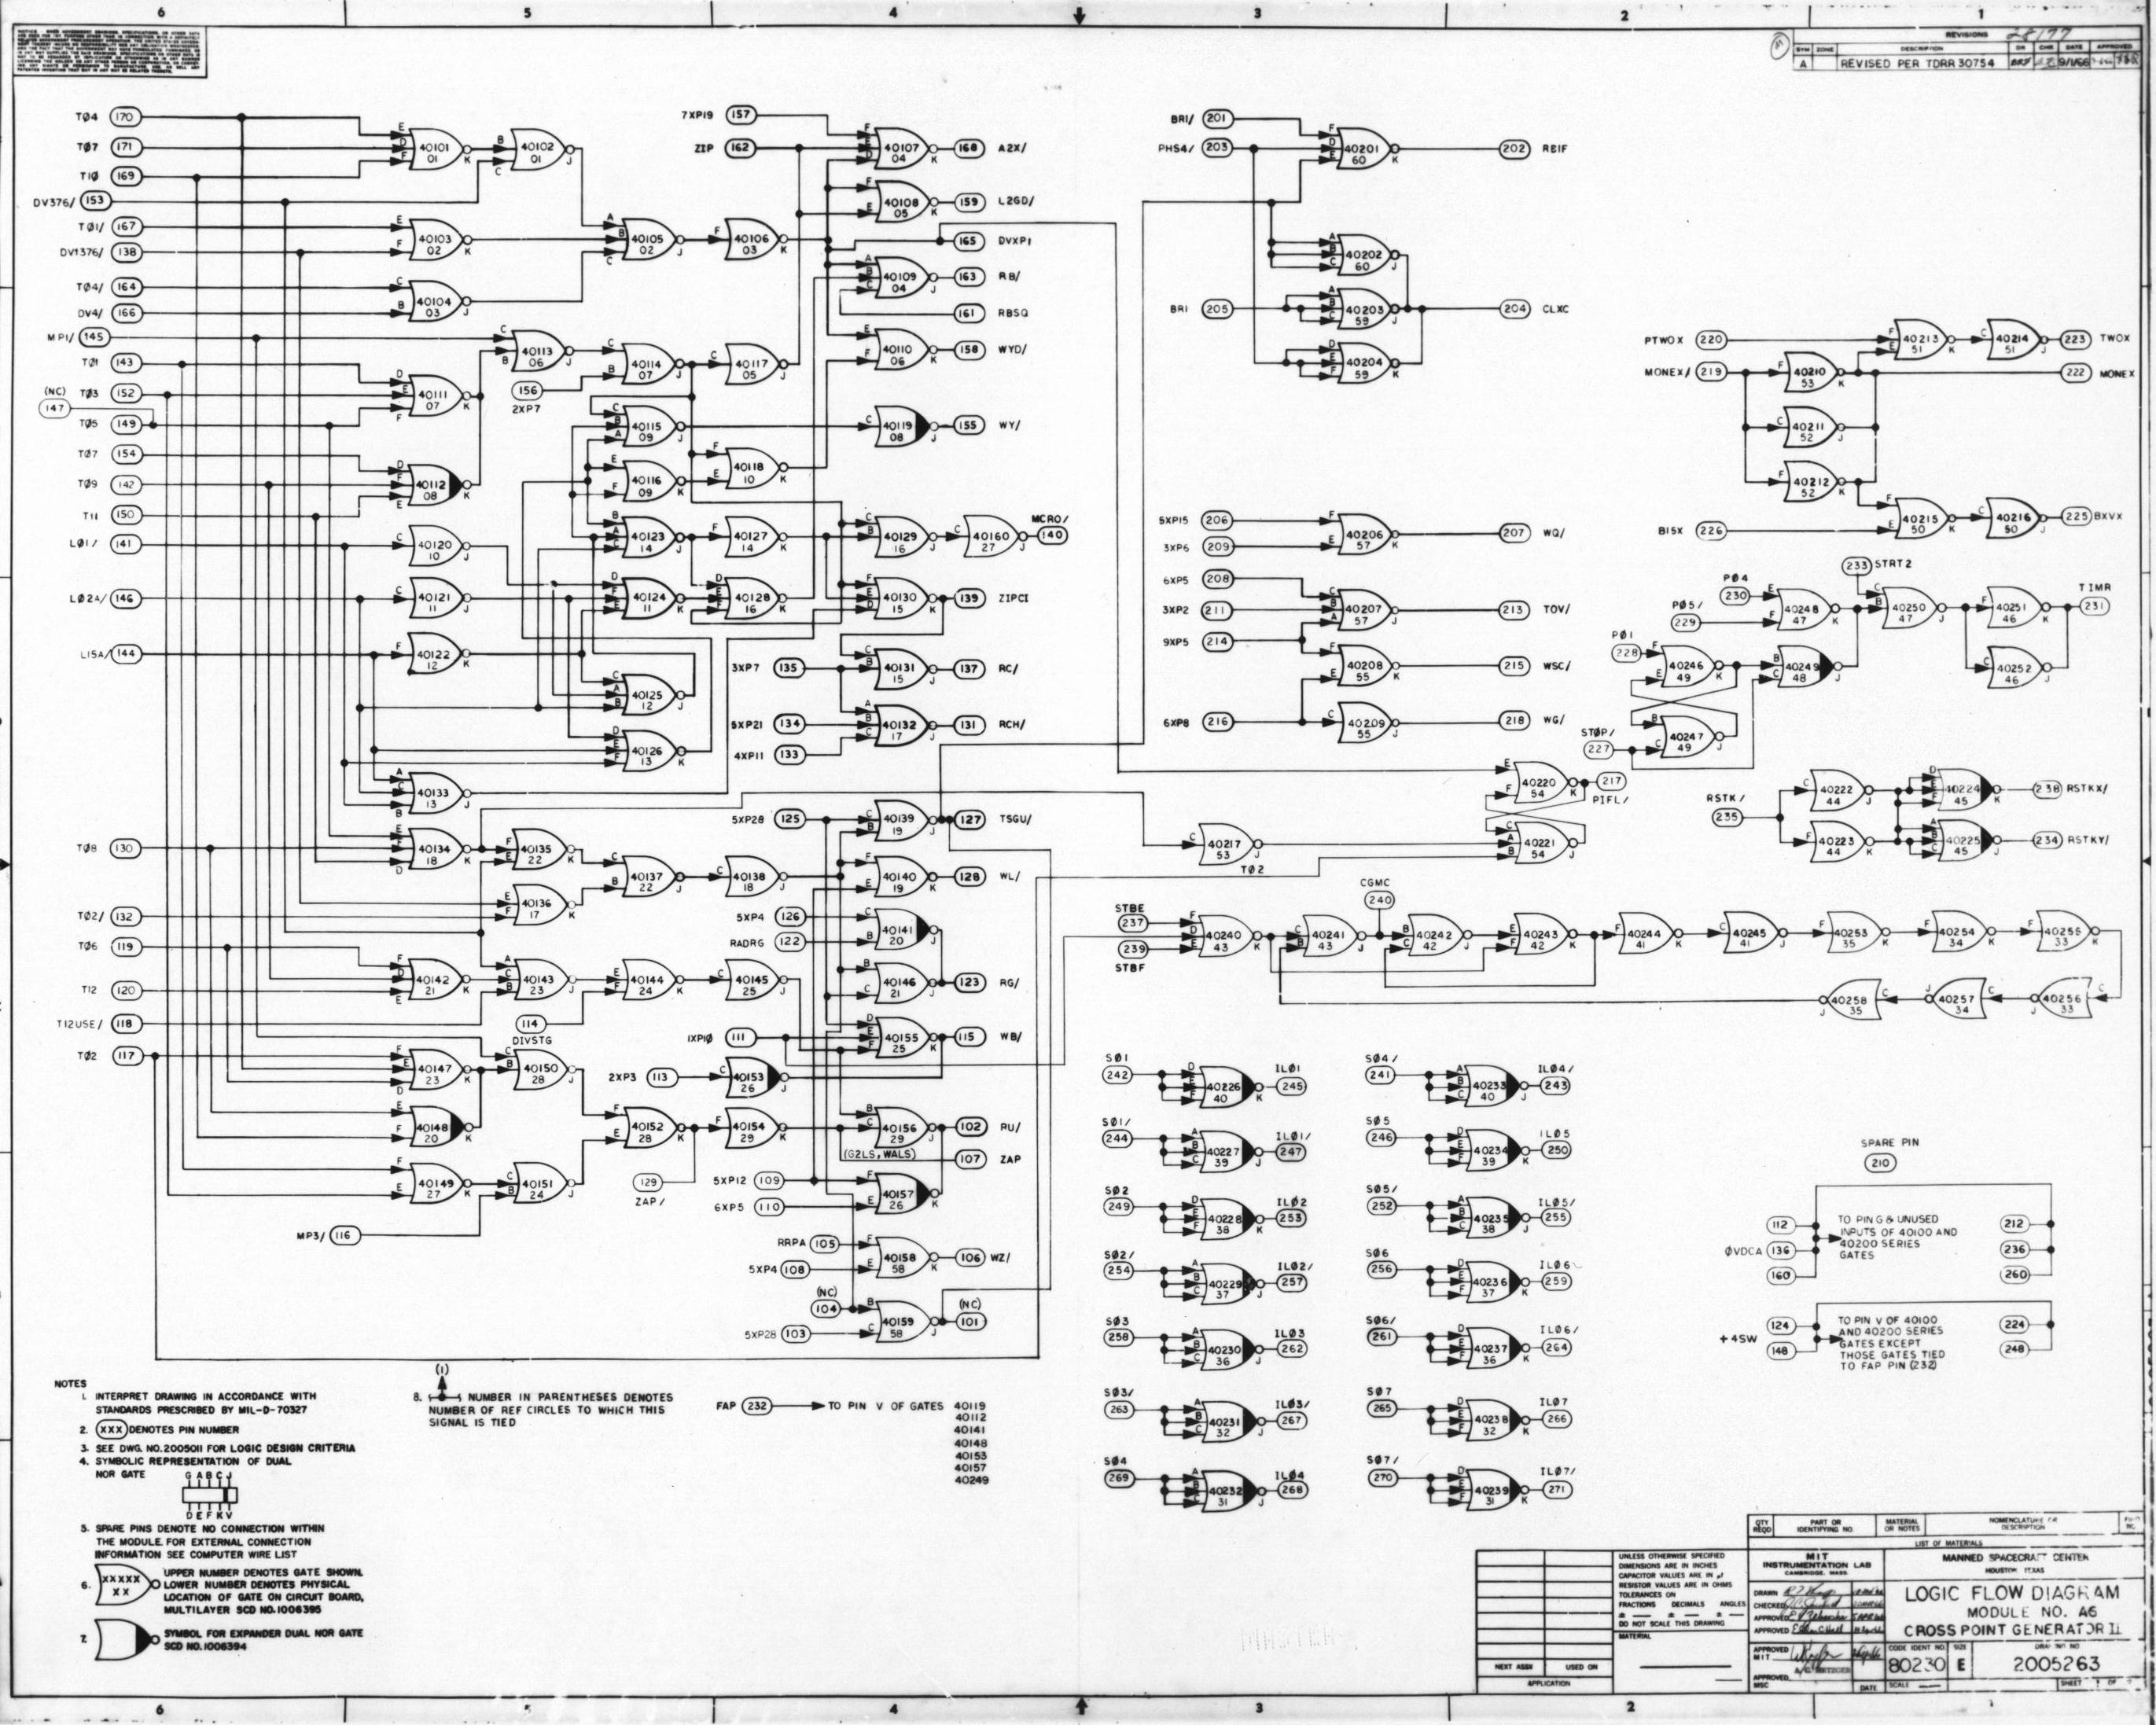 6 5 4 3 2 1
REVISIONS
28177
SYM ZONE DESCRIPTION DR CHK DATE APPROVED
A REVISED PER TDRR 30754 9/1/66
TØ4 170
TØ7 171
T1Ø 169
DV376/ 153
TØ1/ 167
DV1376/ 138
TØ4/ 164
DV4/ 166
MP1/ 145
TØ1 143
(NC)
147
TØ3 152
TØ5 149
TØ7 154
TØ9 142
T11 150
LØ1/ 141
LØ2A/ 146
L15A/ 144
TØ8 130
TØ2/ 132
TØ6 119
T12 120
T12USE/ 118
TØ2 117
MP3/ 116
40101 01
40102 01
40103 02
40104 03
40105 02
40106 03
40113 06
40114 07
40117 05
156
2XP7
40111 07
40112 08
40115 09
40116 09
40118 10
40120 10
40121 11
40122 12
40123 14
40124 11
40125 12
40126 13
40127 14
40128 16
40133 13
40134 18
40135 22
40136 17
40137 22
40138 18
40142 21
40143 23
40144 24
40145 25
114
DIVSTG
40147 23
40148 20
40149 27
40150 28
40151 24
40152 28
40154 29
129
ZAP/
7XP19 157
ZIP 162
40107 04
168 A2X/
40108 05
159 L2GD/
165 DVXP1
40109 04
163 RB/
161 RBSQ
40110 06
158 WYD/
40119 08
155 WY/
40129 16
40160 27
MCRO/
140
40130 15
139 ZIPCI
3XP7 135
40131 15
137 RC/
5XP21 134
40132 17
131 RCH/
4XP11 133
5XP28 125
40139 19
127 TSGU/
40140 19
128 WL/
5XP4 126
RADRG 122
40141 20
40146 21
123 RG/
1XP1Ø 111
40155 25
115 WB/
2XP3 113
40153 26
40156 29
102 RU/
(G2LS, WALS)
107 ZAP
5XP12 109
6XP5 110
40157 26
RRPA 105
5XP4 108
40158 58
106 WZ/
(NC)
104
40159 58
(NC)
101
5XP28 103
BR1/ 201
PHS4/ 203
40201 60
202 RB1F
40202 60
BR1 205
40203 59
204 CLXC
40204 59
5XP15 206
3XP6 209
40206 57
207 WQ/
6XP5 208
3XP2 211
9XP5 214
40207 57
213 TOV/
40208 55
215 WSC/
6XP8 216
40209 55
218 WG/
40217 53
TØ2
40220 54
217
PIFL/
40221 54
PTWOX 220
40213 51
40214 51
223 TWOX
MONEX/ 219
40210 53
222 MONEX
40211 52
40212 52
B15X 226
40215 50
40216 50
225 BXVX
PØ4
230
PØ5/
229
40248 47
233 STRT2
40250 47
40251 46
40252 46
TIMR
231
PØ1
228
40246 49
40249 48
STØP/
227
40247 49
RSTK/
235
40222 44
40223 44
40224 45
238 RSTKX/
40225 45
234 RSTKY/
STBE
237
239
STBF
40240 43
40241 43
CGMC
240
40242 42
40243 42
40244 41
40245 41
40253 35
40254 34
40255 33
40258 35
40257 34
40256 33
SØ1 242 40226 40 ILØ1 245
SØ1/ 244 40227 39 ILØ1/ 247
SØ2 249 40228 38 ILØ2 253
SØ2/ 254 40229 37 ILØ2/ 257
SØ3 258 40230 36 ILØ3 262
SØ3/ 263 40231 32 ILØ3/ 267
SØ4 269 40232 31 ILØ4 268
SØ4/ 241 40233 40 ILØ4/ 243
SØ5 246 40234 39 ILØ5 250
SØ5/ 252 40235 38 ILØ5/ 255
SØ6 256 40236 37 ILØ6 259
SØ6/ 261 40237 36 ILØ6/ 264
SØ7 265 40238 32 ILØ7 266
SØ7/ 270 40239 31 ILØ7/ 271
SPARE PIN
210
112
ØVDCA 136
160
TO PIN G & UNUSED
INPUTS OF 40100 AND
40200 SERIES
GATES
212
236
260
+4SW
124
148
TO PIN V OF 40100
AND 40200 SERIES
GATES EXCEPT
THOSE GATES TIED
TO FAP PIN (232)
224
248
NOTES
1. INTERPRET DRAWING IN ACCORDANCE WITH
STANDARDS PRESCRIBED BY MIL-D-70327
2. (XXX) DENOTES PIN NUMBER
3. SEE DWG. NO. 2005011 FOR LOGIC DESIGN CRITERIA
4. SYMBOLIC REPRESENTATION OF DUAL
NOR GATE
G A B C J
D E F K V
5. SPARE PINS DENOTE NO CONNECTION WITHIN
THE MODULE. FOR EXTERNAL CONNECTION
INFORMATION SEE COMPUTER WIRE LIST
6. XXXXX XX
UPPER NUMBER DENOTES GATE SHOWN.
LOWER NUMBER DENOTES PHYSICAL
LOCATION OF GATE ON CIRCUIT BOARD,
MULTILAYER SCD NO. 1006395
7. SYMBOL FOR EXPANDER DUAL NOR GATE
SCD NO. 1006394
(1)
8. NUMBER IN PARENTHESES DENOTES
NUMBER OF REF CIRCLES TO WHICH THIS
SIGNAL IS TIED
FAP 232 TO PIN V OF GATES 40119
40112
40141
40148
40153
40157
40249
MASTER
QTY REQD PART OR IDENTIFYING NO. MATERIAL OR NOTES NOMENCLATURE OR DESCRIPTION
LIST OF MATERIALS
UNLESS OTHERWISE SPECIFIED
DIMENSIONS ARE IN INCHES
CAPACITOR VALUES ARE IN µf
RESISTOR VALUES ARE IN OHMS
TOLERANCES ON
FRACTIONS DECIMALS ANGLES
± ± ±
DO NOT SCALE THIS DRAWING
MATERIAL
NEXT ASSY USED ON
APPLICATION
MIT
INSTRUMENTATION LAB
CAMBRIDGE, MASS.
DRAWN
CHECKED
APPROVED
APPROVED
APPROVED
MIT
APPROVED
MSC
DATE
MANNED SPACECRAFT CENTER
HOUSTON TEXAS
LOGIC FLOW DIAGRAM
MODULE NO. A6
CROSS POINT GENERATOR II
CODE IDENT NO. SIZE DRAWING NO
80230 E 2005263
SCALE SHEET 1 OF
6 5 4 3 2 1